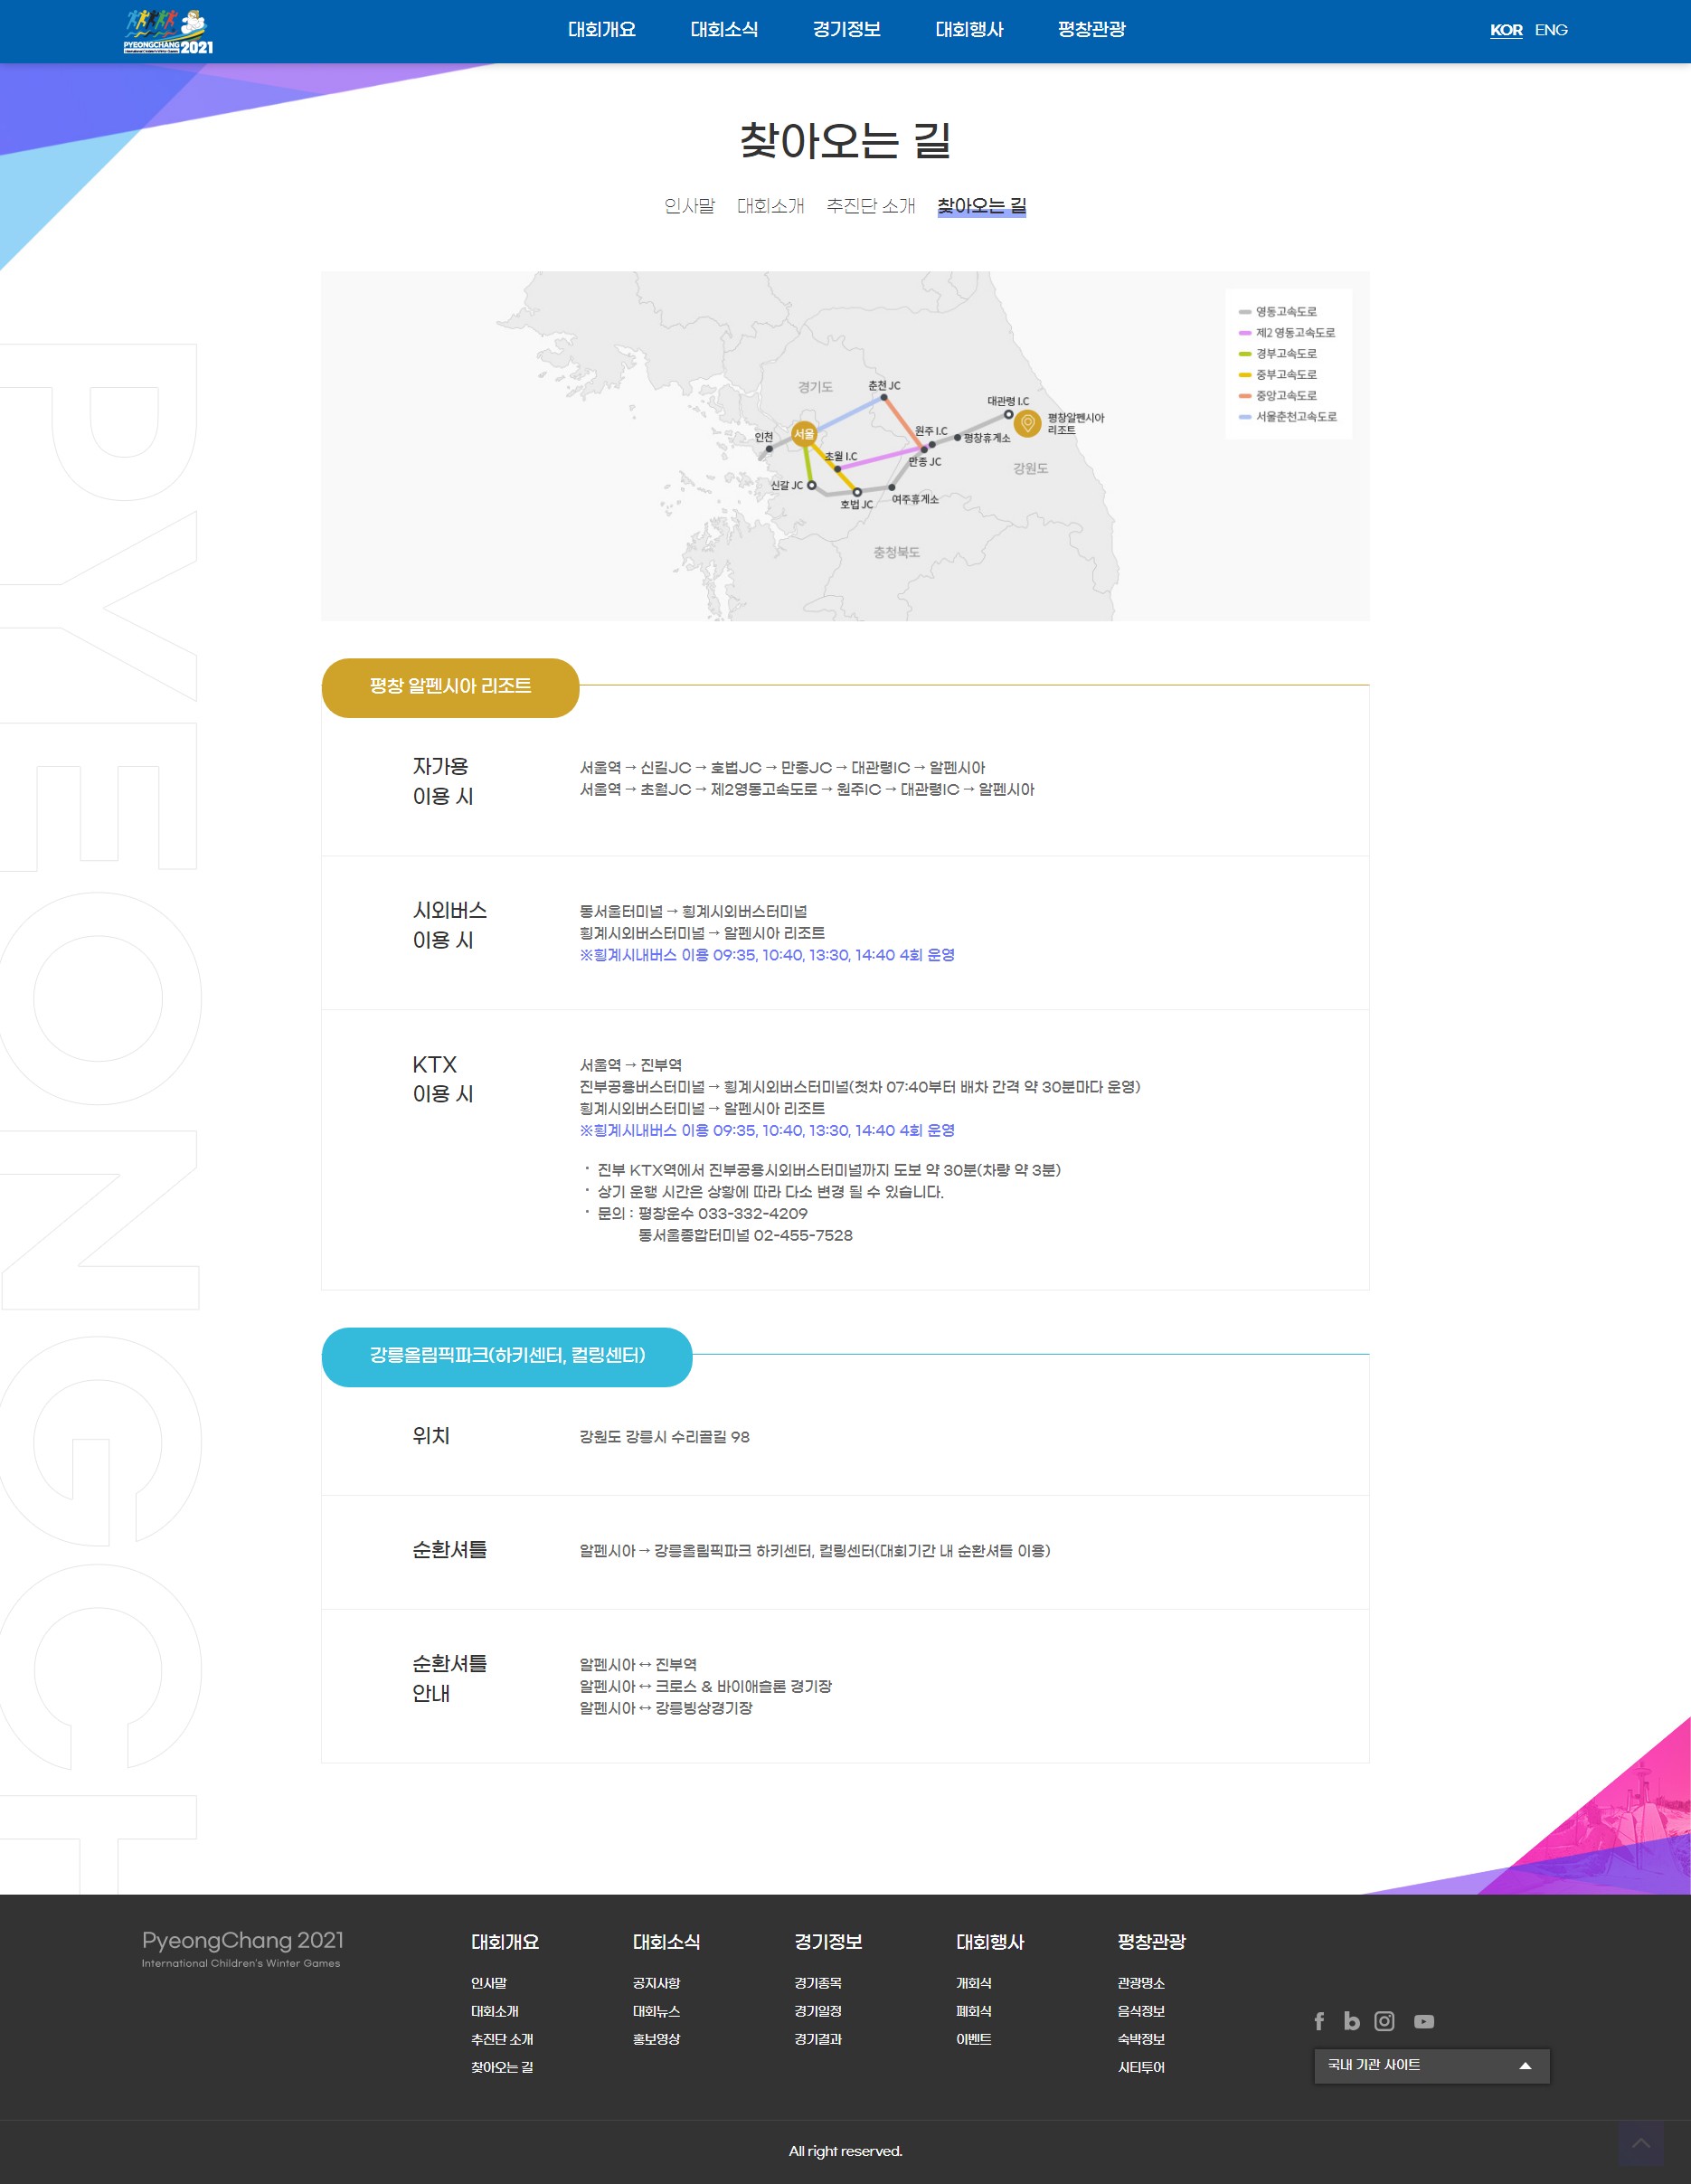 PYEONGCHANG 2021
대회개요 대회소식 경기정보 대회행사 평창관광
KOR ENG
찾아오는 길
인사말 대회소개 추진단 소개 찾아오는 길
영동고속도로
제2 영동고속도로
경부고속도로
중부고속도로
중앙고속도로
서울춘천고속도로
경기도
춘천 JC
대관령 I.C
평창알펜시아
리조트
인천
서울
원주 I.C
평창휴게소
초월 I.C
만종 JC
강원도
신갈 JC
호법 JC
여주휴게소
충청북도
PYEONGC
평창 알펜시아 리조트
자가용
이용 시
서울역 → 신길JC → 호법JC → 만종JC → 대관령IC → 알펜시아
서울역 → 초월JC → 제2영동고속도로 → 원주IC → 대관령IC → 알펜시아
시외버스
이용 시
동서울터미널 → 횡계시외버스터미널
횡계시외버스터미널 → 알펜시아 리조트
※횡계시내버스 이용 09:35, 10:40, 13:30, 14:40 4회 운영
KTX
이용 시
서울역 → 진부역
진부공용버스터미널 → 횡계시외버스터미널(첫차 07:40부터 배차 간격 약 30분마다 운영)
횡계시외버스터미널 → 알펜시아 리조트
※횡계시내버스 이용 09:35, 10:40, 13:30, 14:40 4회 운영
· 진부 KTX역에서 진부공용시외버스터미널까지 도보 약 30분(차량 약 3분)
· 상기 운행 시간은 상황에 따라 다소 변경 될 수 있습니다.
· 문의 : 평창운수 033-332-4209
동서울종합터미널 02-455-7528
강릉올림픽파크(하키센터, 컬링센터)
위치
강원도 강릉시 수리골길 98
순환셔틀
알펜시아 → 강릉올림픽파크 하키센터, 컬링센터(대회기간 내 순환셔틀 이용)
순환셔틀
안내
알펜시아 ↔ 진부역
알펜시아 ↔ 크로스 & 바이애슬론 경기장
알펜시아 ↔ 강릉빙상경기장
PyeongChang 2021
International Children's Winter Games
대회개요
인사말
대회소개
추진단 소개
찾아오는 길
대회소식
공지사항
대회뉴스
홍보영상
경기정보
경기종목
경기일정
경기결과
대회행사
개회식
폐회식
이벤트
평창관광
관광명소
음식정보
숙박정보
시티투어
국내 기관 사이트
All right reserved.